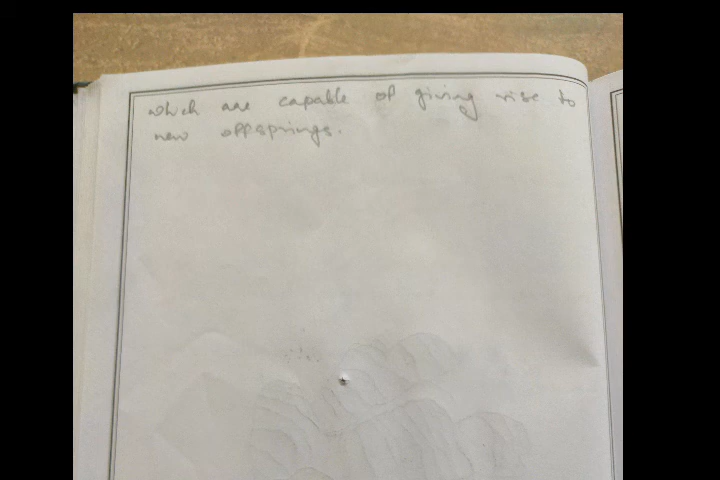 which are capable of giving rise to
new offsprings.